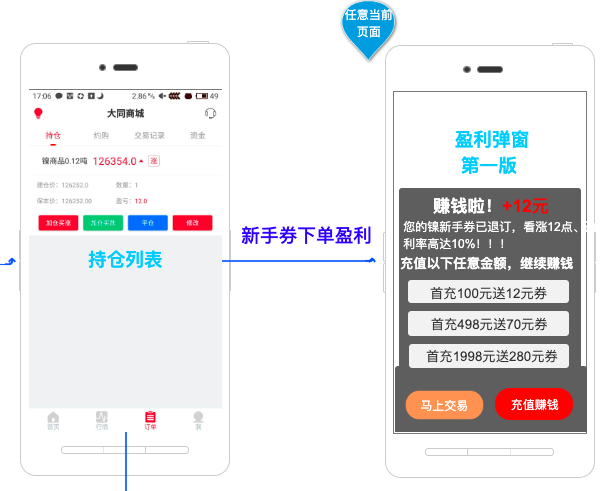 任意当前
页面
17:06
2.86%
49
大同商城
持仓
约购
交易记录
资金
镍商品0.12吨 126354.0 涨
建仓价: 126252.0 数量: 1
保本价: 126252.00 盈亏: 12.0
加仓买涨
加仓买跌
平仓
修改
持仓列表
首页
行情
订单
我
新手券下单盈利
盈利弹窗
第一版
赚钱啦！+12元
您的镍新手券已退订，看涨12点、
利率高达10%！！！
充值以下任意金额，继续赚钱
首充100元送12元券
首充498元送70元券
首充1998元送280元券
马上交易
充值赚钱